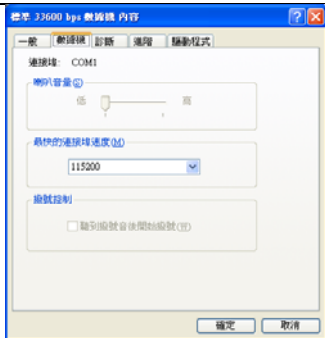 標準 33600 bps 數據機 內容
一般 數據機 診斷 進階 驅動程式
連接埠: COM1
喇叭音量(S)
低 高
最快的連接埠速度(M)
115200
撥號控制
聽到撥號音後開始撥號(W)
確定 取消